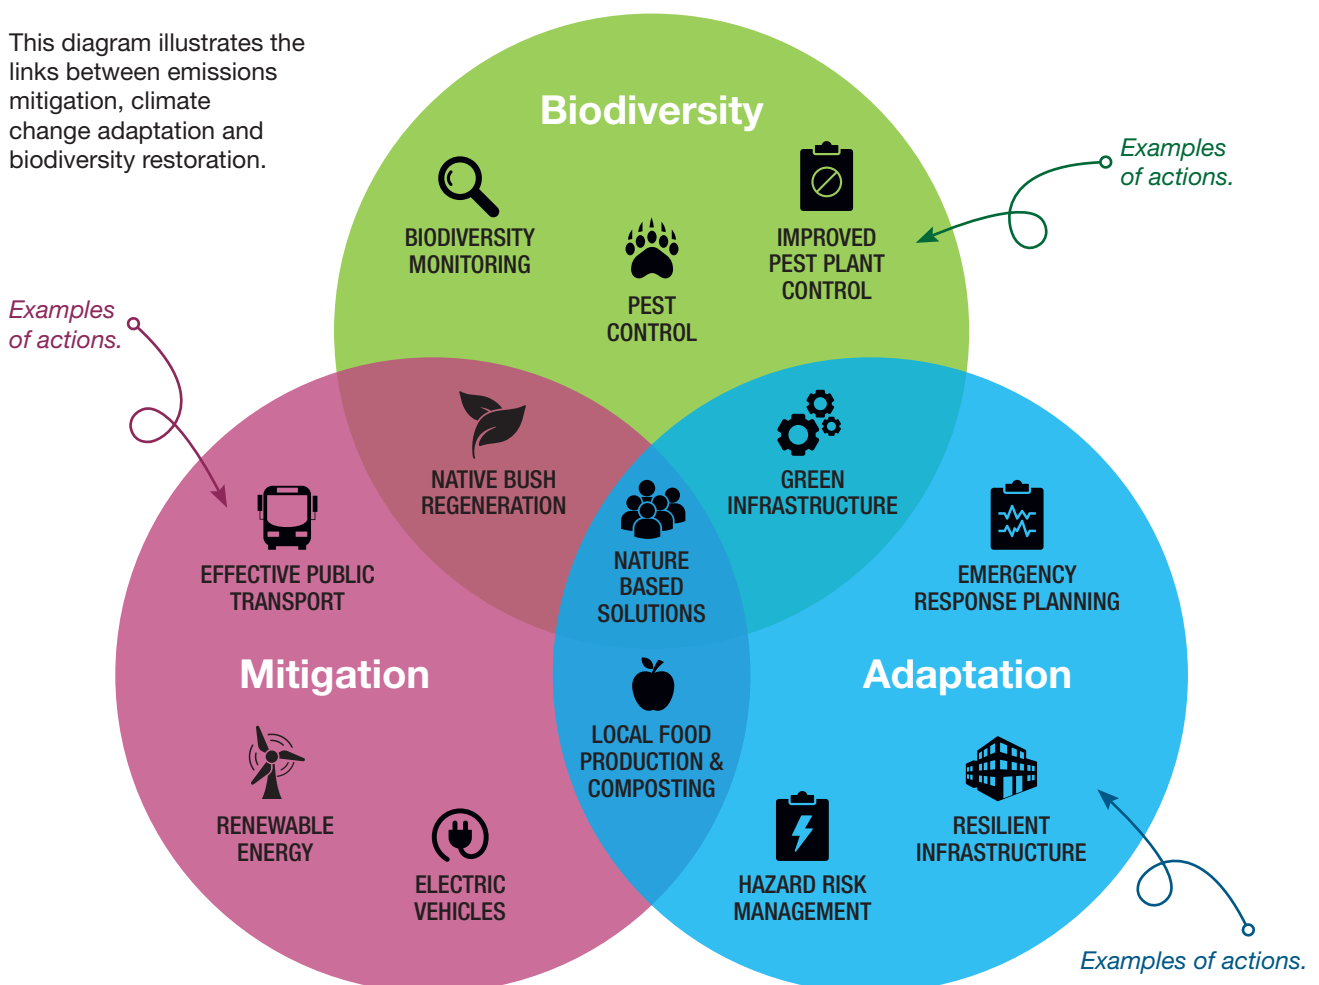 This diagram illustrates the
links between emissions
mitigation, climate
change adaptation and
biodiversity restoration.
Biodiversity
Examples
of actions.
BIODIVERSITY
MONITORING
PEST
CONTROL
IMPROVED
PEST PLANT
CONTROL
Examples
of actions.
NATIVE BUSH
REGENERATION
GREEN
INFRASTRUCTURE
NATURE
BASED
SOLUTIONS
EFFECTIVE PUBLIC
TRANSPORT
EMERGENCY
RESPONSE PLANNING
Mitigation
Adaptation
LOCAL FOOD
PRODUCTION &
COMPOSTING
RENEWABLE
ENERGY
ELECTRIC
VEHICLES
HAZARD RISK
MANAGEMENT
RESILIENT
INFRASTRUCTURE
Examples of actions.